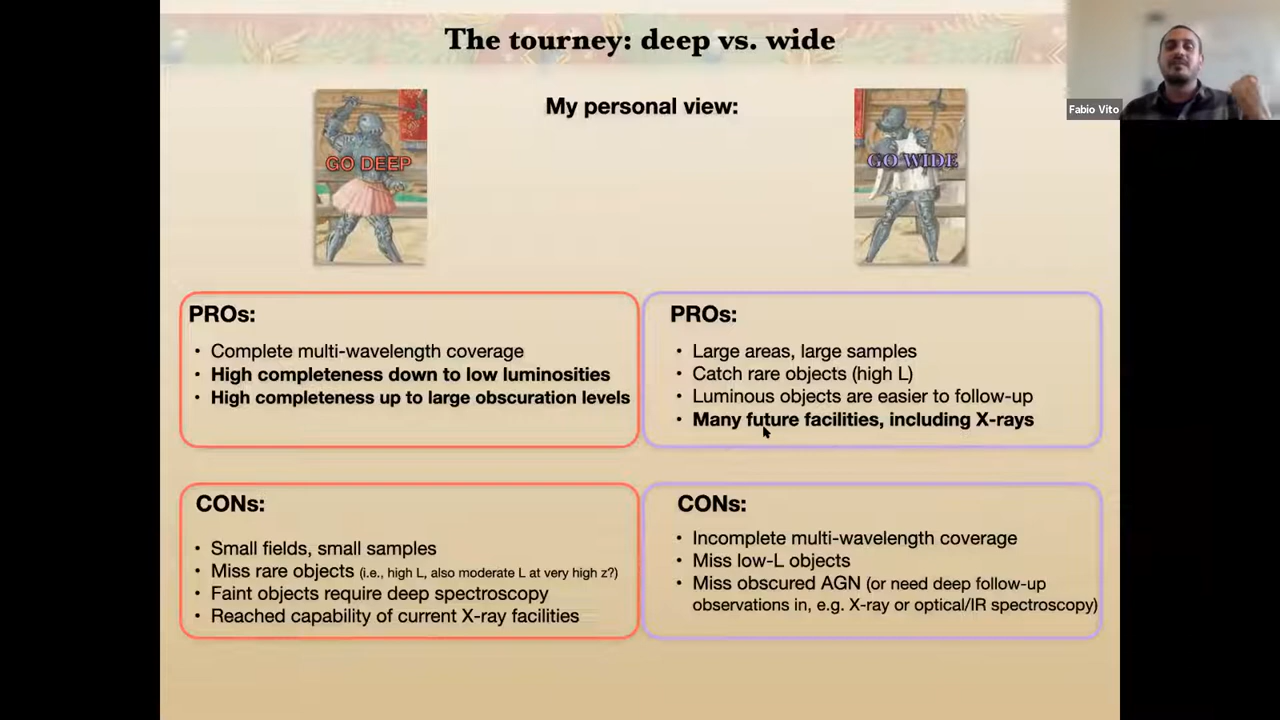 The tourney: deep vs. wide
Fabio Vito
My personal view:
GO DEEP
GO WIDE
PROs:
• Complete multi-wavelength coverage
• High completeness down to low luminosities
• High completeness up to large obscuration levels
PROs:
• Large areas, large samples
• Catch rare objects (high L)
• Luminous objects are easier to follow-up
• Many future facilities, including X-rays
CONs:
• Small fields, small samples
• Miss rare objects (i.e., high L, also moderate L at very high z?)
• Faint objects require deep spectroscopy
• Reached capability of current X-ray facilities
CONs:
• Incomplete multi-wavelength coverage
• Miss low-L objects
• Miss obscured AGN (or need deep follow-up
observations in, e.g. X-ray or optical/IR spectroscopy)